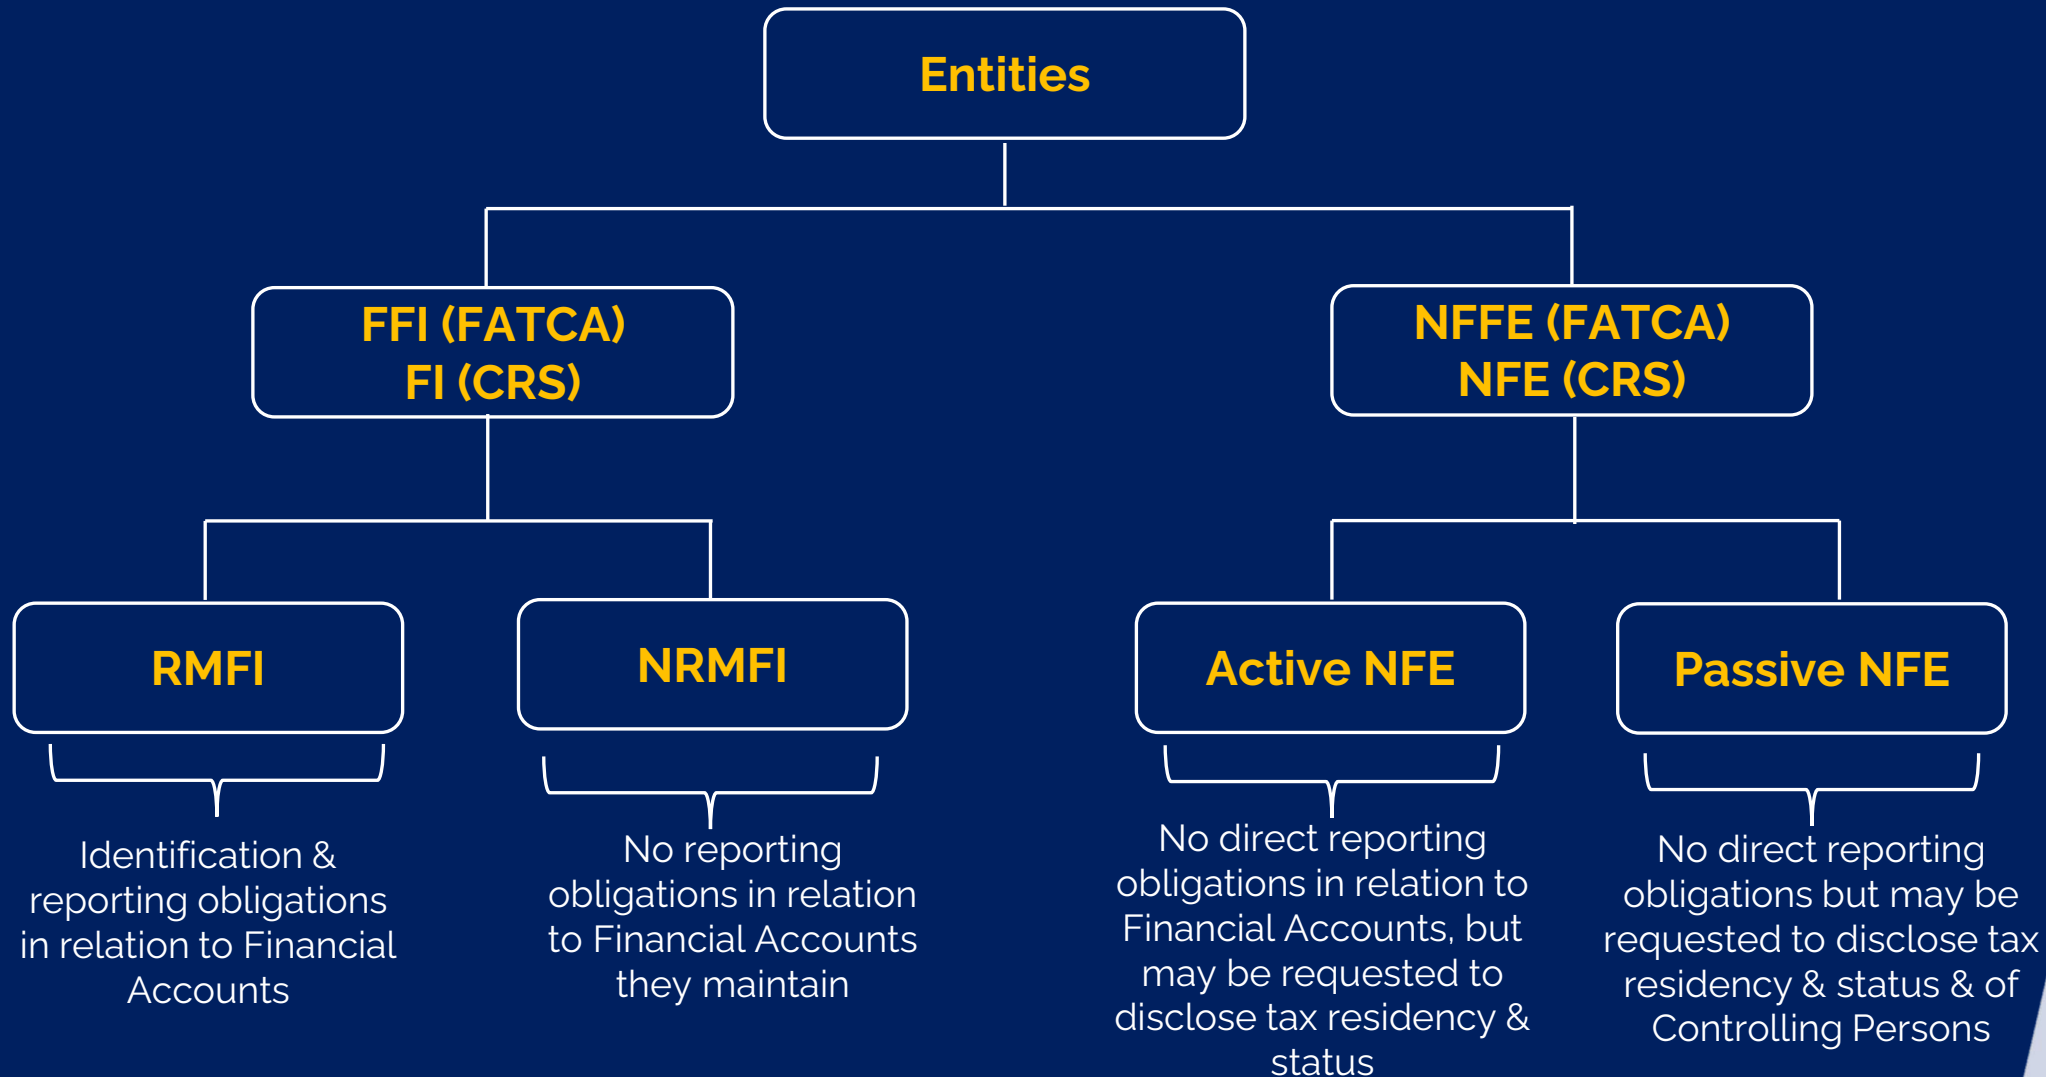 Entities
FFI (FATCA)
FI (CRS)
NFFE (FATCA)
NFE (CRS)
RMFI
NRMFI
Active NFE
Passive NFE
Identification &
reporting obligations
in relation to Financial
Accounts
No reporting
obligations in relation
to Financial Accounts
they maintain
No direct reporting
obligations in relation to
Financial Accounts, but
may be requested to
disclose tax residency &
status
No direct reporting
obligations but may be
requested to disclose tax
residency & status & of
Controlling Persons